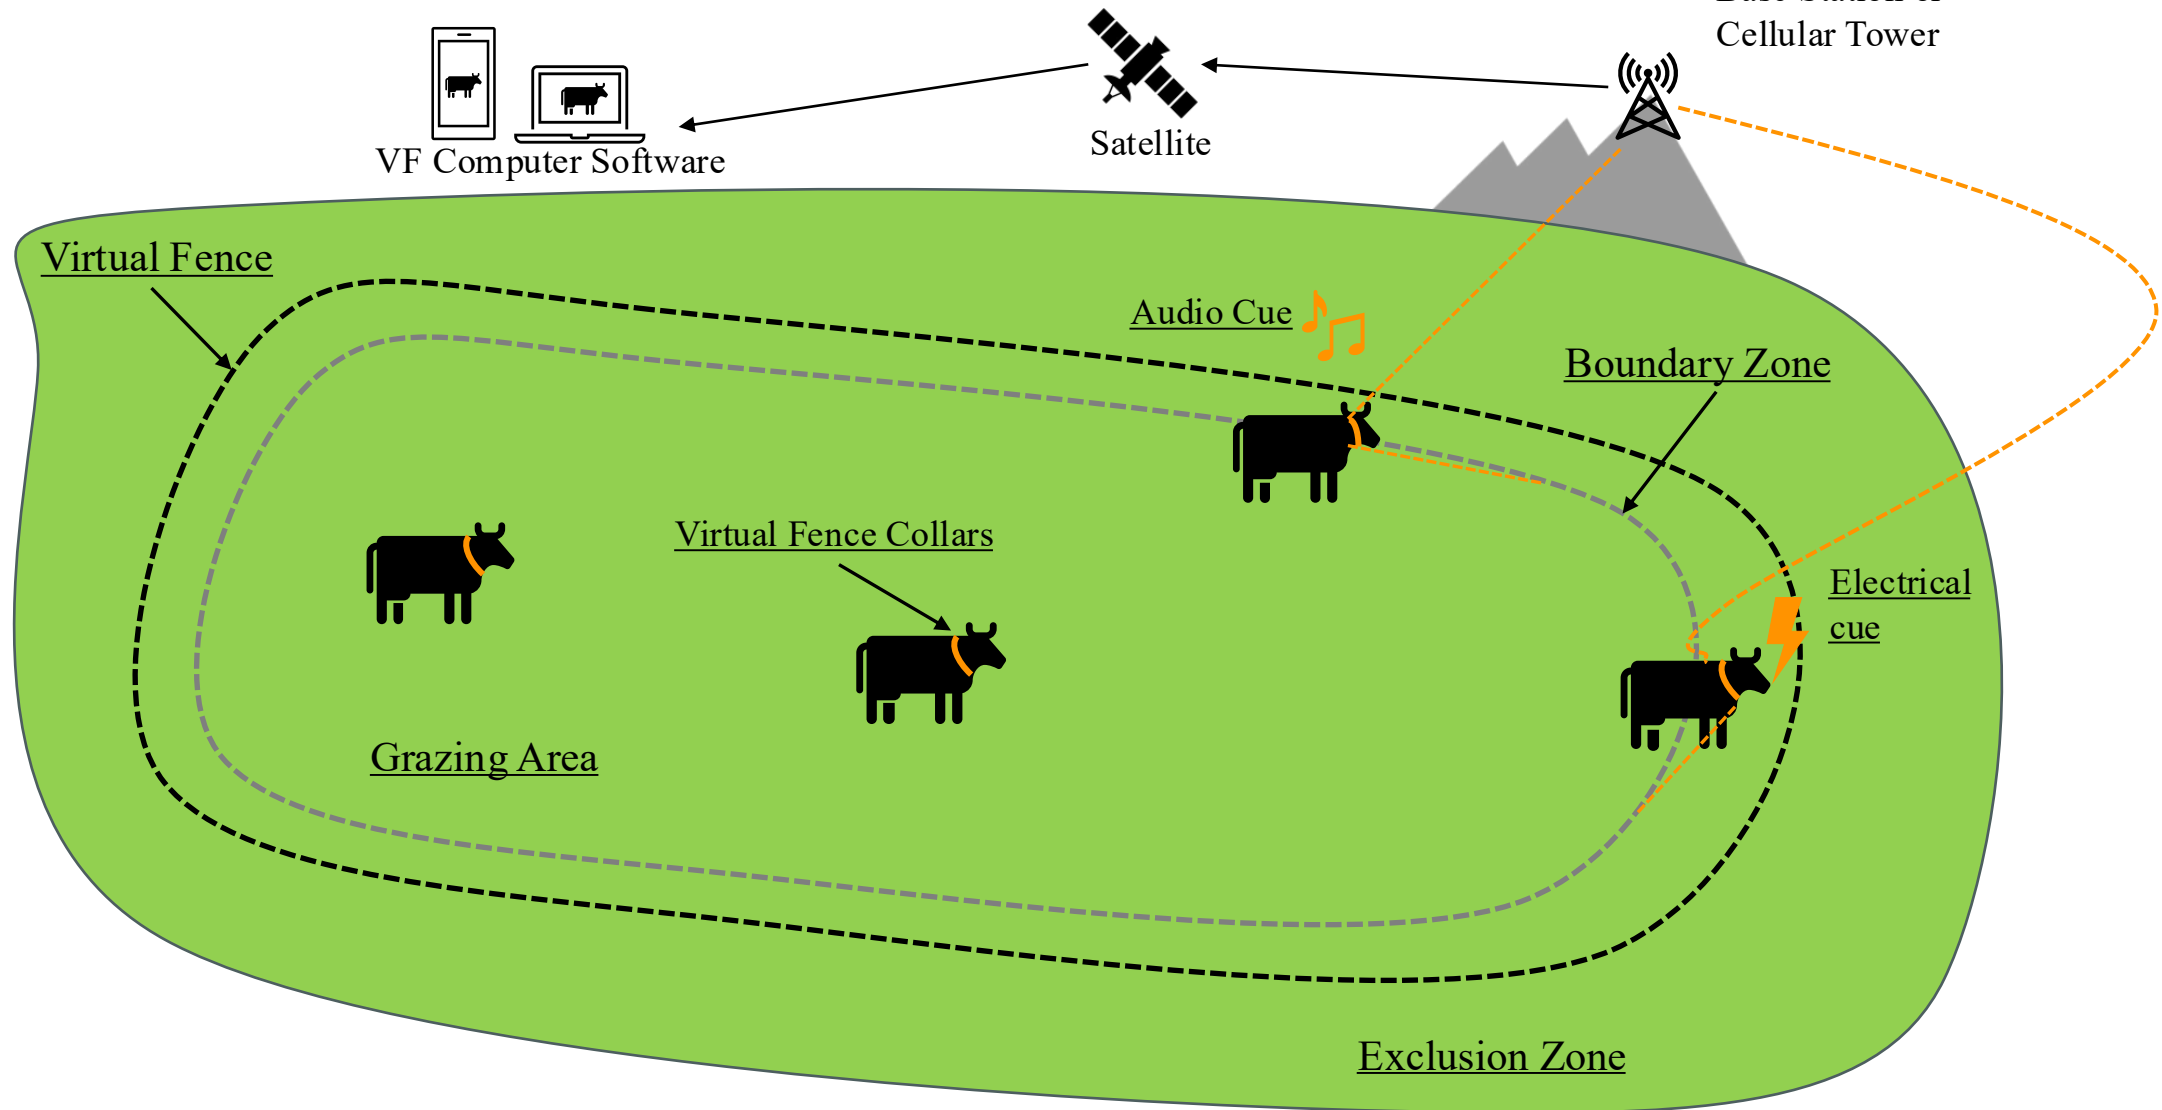 Cellular Tower
Satellite
VF Computer Software
Virtual Fence
Audio Cue
Boundary Zone
Virtual Fence Collars
Electrical
cue
Grazing Area
Exclusion Zone